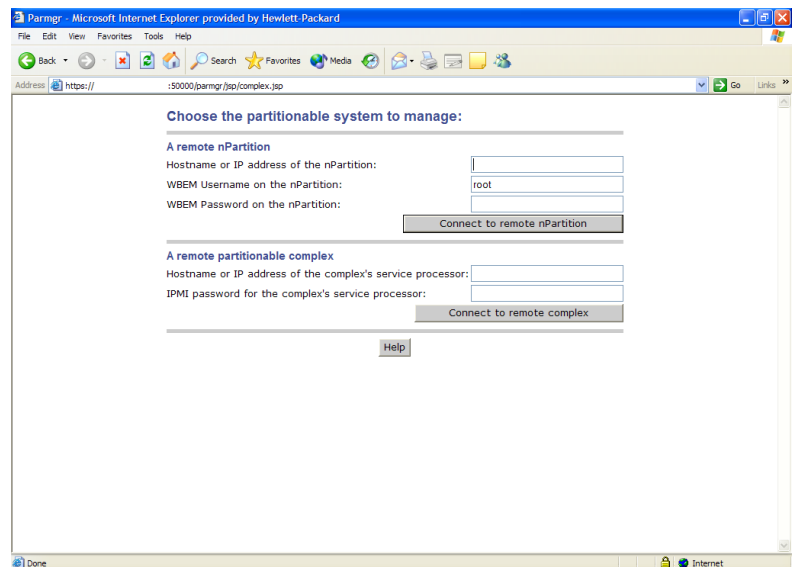 Parmgr - Microsoft Internet Explorer provided by Hewlett-Packard
File Edit View Favorites Tools Help
Back Search Favorites Media
Address https:// :50000/parmgr/jsp/complex.jsp Go Links »
Choose the partitionable system to manage:
A remote nPartition
Hostname or IP address of the nPartition:
WBEM Username on the nPartition: root
WBEM Password on the nPartition:
Connect to remote nPartition
A remote partitionable complex
Hostname or IP address of the complex's service processor:
IPMI password for the complex's service processor:
Connect to remote complex
Help
Done Internet